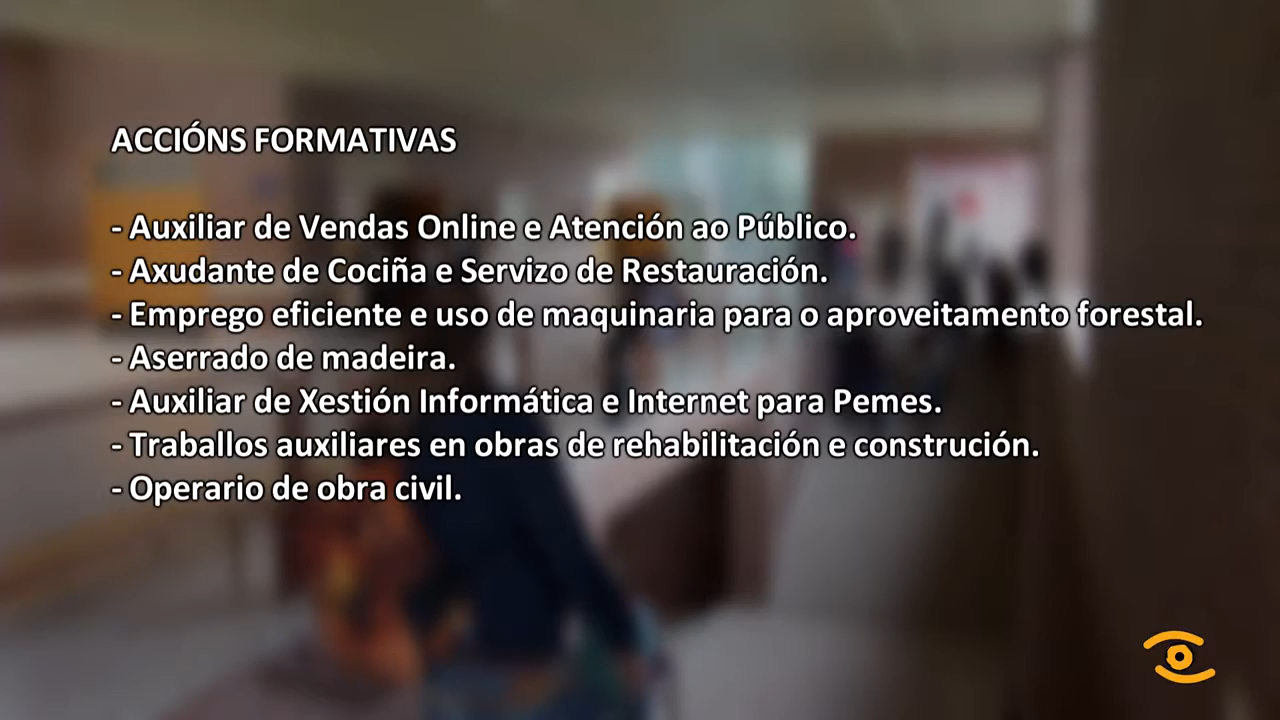 ACCIÓNS FORMATIVAS
- Auxiliar de Vendas Online e Atención ao Público.
- Axudante de Cociña e Servizo de Restauración.
- Emprego eficiente e uso de maquinaria para o aproveitamento forestal.
- Aserrado de madeira.
- Auxiliar de Xestión Informática e Internet para Pemes.
- Traballos auxiliares en obras de rehabilitación e construción.
- Operario de obra civil.